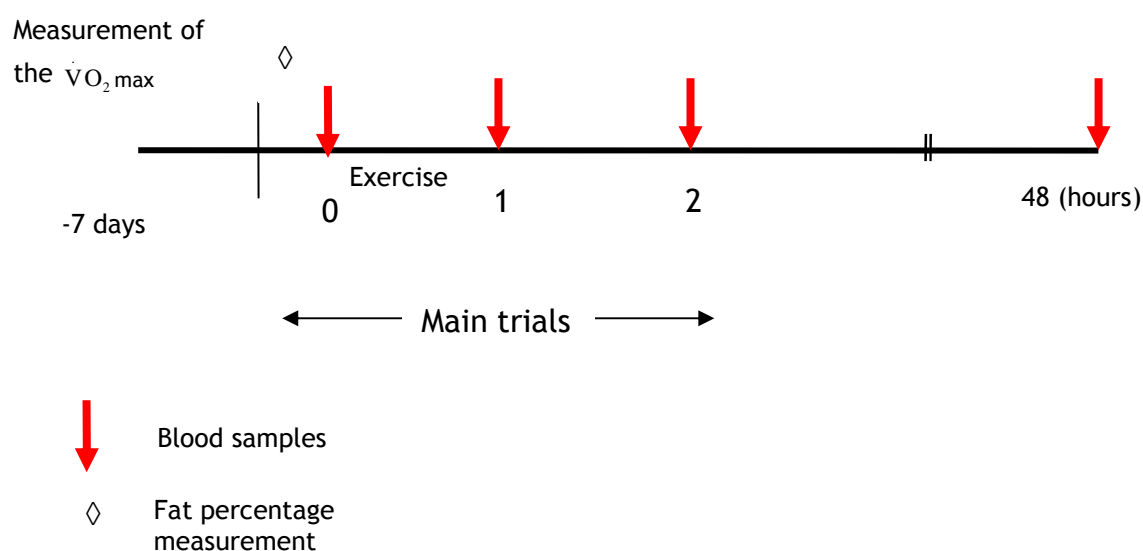 Measurement of
the V̇O₂ max
Exercise
0
1
2
48 (hours)
-7 days
Main trials
Blood samples
Fat percentage
measurement